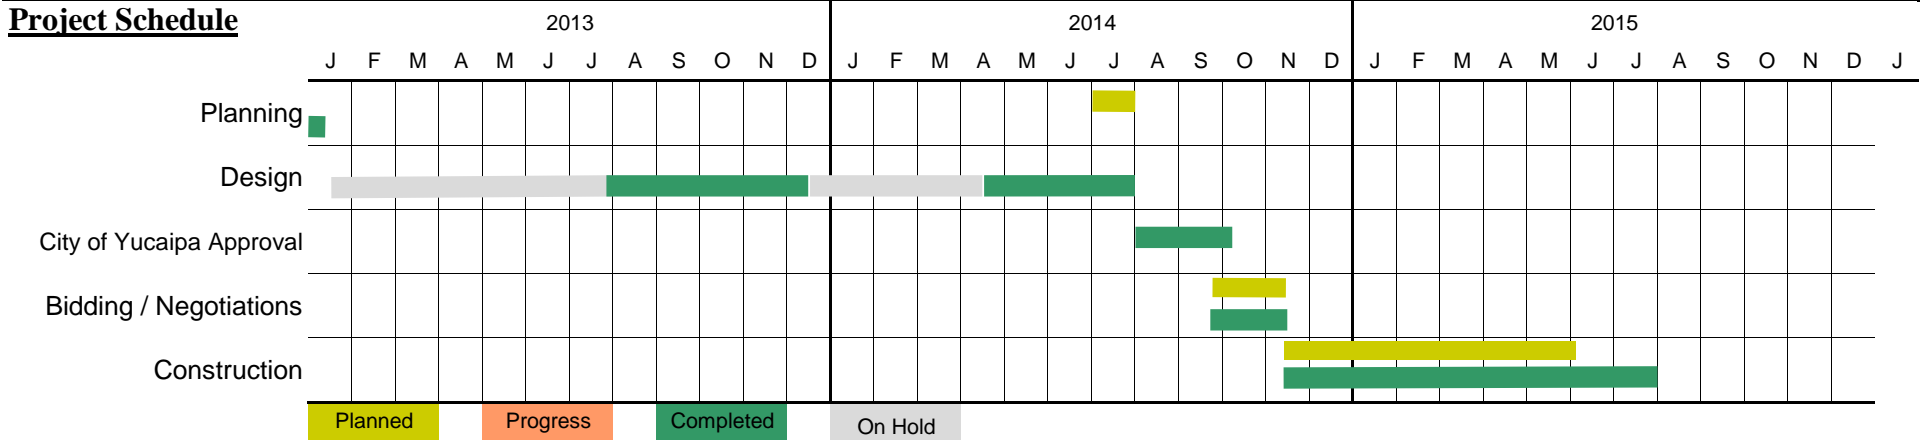 Project Schedule
2013 2014 2015
J F M A M J J A S O N D J F M A M J J A S O N D J F M A M J J A S O N D J
Planning
Design
City of Yucaipa Approval
Bidding / Negotiations
Construction
Planned Progress Completed On Hold